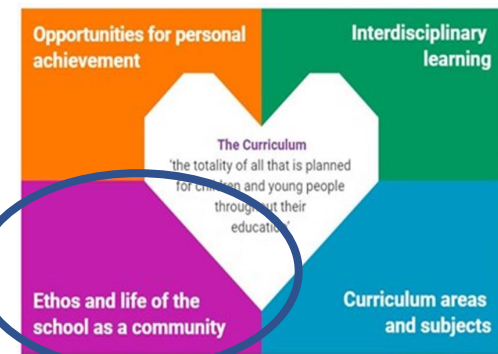 Opportunities for personal
achievement
Interdisciplinary
learning
The Curriculum
'the totality of all that is planned
for children and young people
throughout their
education'
Ethos and life of the
school as a community
Curriculum areas
and subjects